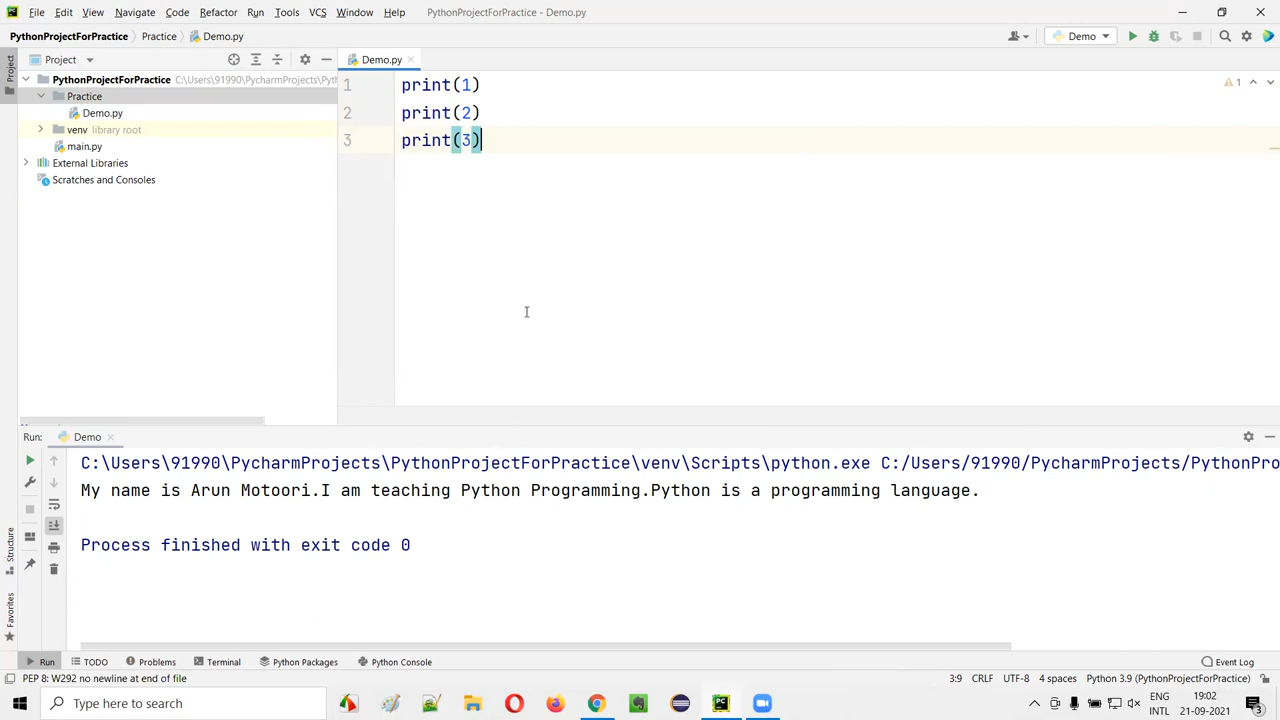 File Edit View Navigate Code Refactor Run Tools VCS Window Help PythonProjectForPractice - Demo.py
PythonProjectForPractice Practice Demo.py Demo
Project Demo.py
Project
PythonProjectForPractice C:\Users\91990\PycharmProjects\Pyth
Practice
Demo.py
venv library root
main.py
External Libraries
Scratches and Consoles
1 print(1)
2 print(2)
3 print(3)
1
Run: Demo
C:\Users\91990\PycharmProjects\PythonProjectForPractice\venv\Scripts\python.exe C:/Users/91990/PycharmProjects/PythonPro
My name is Arun Motoori.I am teaching Python Programming.Python is a programming language.
Process finished with exit code 0
Structure
Favorites
Run TODO Problems Terminal Python Packages Python Console Event Log
PEP 8: W292 no newline at end of file 3:9 CRLF UTF-8 4 spaces Python 3.9 (PythonProjectForPractice)
Type here to search
ENG 19:02
INTL 21-09-2021 3